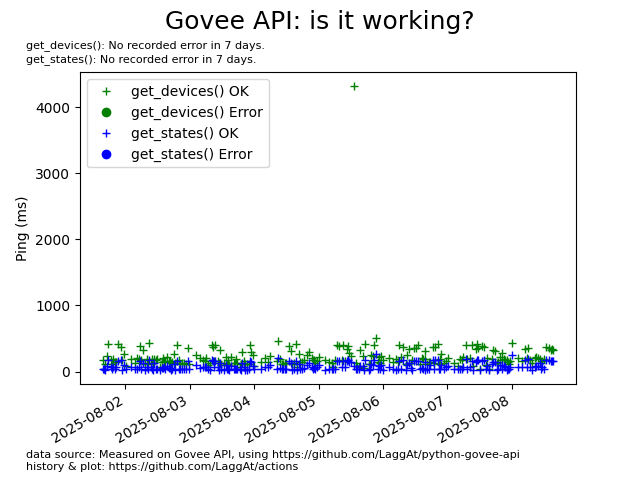 Govee API: is it working?
get_devices(): No recorded error in 7 days.
get_states(): No recorded error in 7 days.
get_devices() OK
get_devices() Error
get_states() OK
get_states() Error
Ping (ms)
4000
3000
2000
1000
0
2025-08-02
2025-08-03
2025-08-04
2025-08-05
2025-08-06
2025-08-07
2025-08-08
data source: Measured on Govee API, using https://github.com/LaggAt/python-govee-api
history & plot: https://github.com/LaggAt/actions